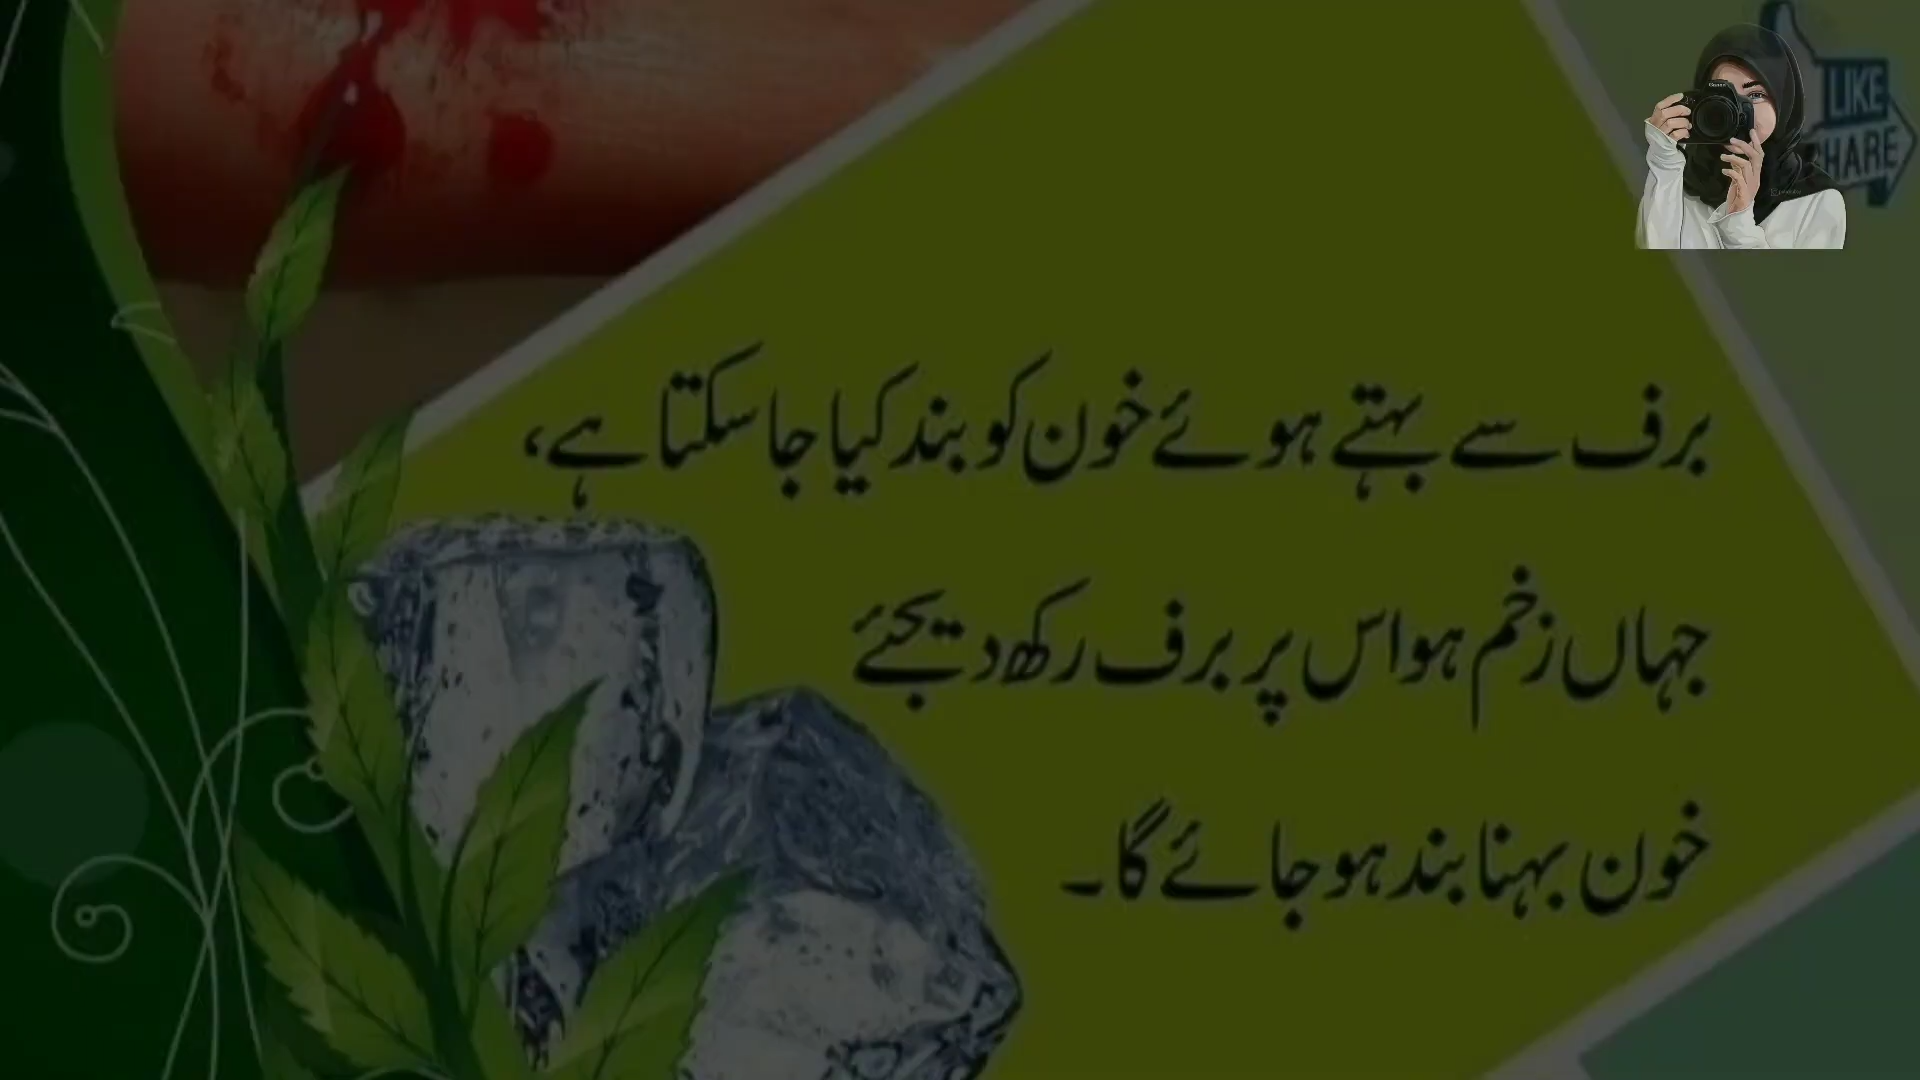 LIKE
SHARE
برف سے بہتے ہوئے خون کو بند کیا جا سکتا ہے،
جہاں زخم ہو اس پر برف رکھ دیجئے
خون بہنا بند ہو جائے گا۔